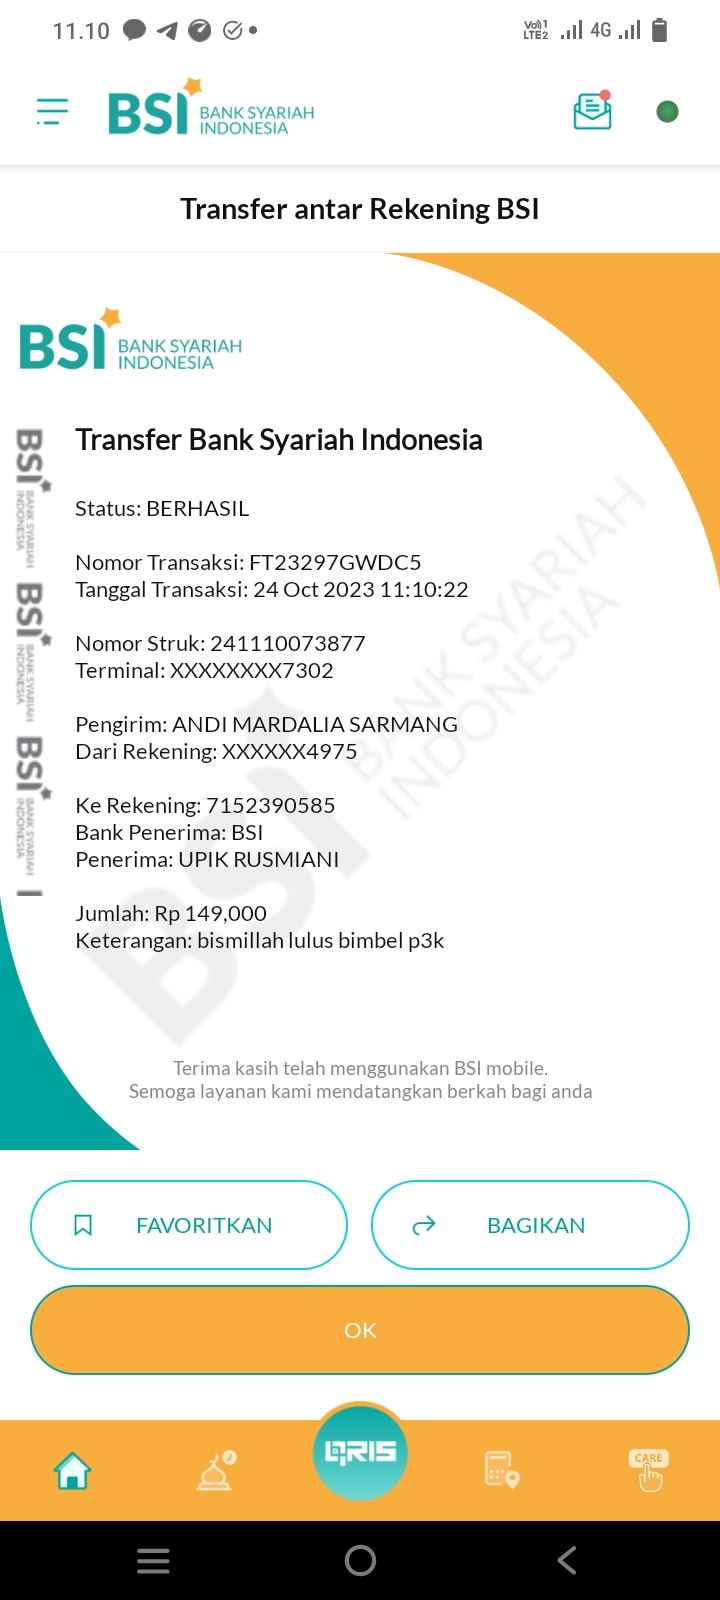 11.10
Vo)) 1
LTE2
4G
BSI BANK SYARIAH
INDONESIA
Transfer antar Rekening BSI
BSI BANK SYARIAH
INDONESIA
Transfer Bank Syariah Indonesia
Status: BERHASIL
Nomor Transaksi: FT23297GWDC5
Tanggal Transaksi: 24 Oct 2023 11:10:22
Nomor Struk: 241110073877
Terminal: XXXXXXXX7302
Pengirim: ANDI MARDALIA SARMANG
Dari Rekening: XXXXXX4975
Ke Rekening: 7152390585
Bank Penerima: BSI
Penerima: UPIK RUSMIANI
Jumlah: Rp 149,000
Keterangan: bismillah lulus bimbel p3k
BSI BANK SYARIAH
INDONESIA
BSI BANK SYARIAH
INDONESIA
BSI BANK SYARIAH
INDONESIA
BSI BANK SYARIAH
INDONESIA
Terima kasih telah menggunakan BSI mobile.
Semoga layanan kami mendatangkan berkah bagi anda
FAVORITKAN
BAGIKAN
OK
QRIS
CARE